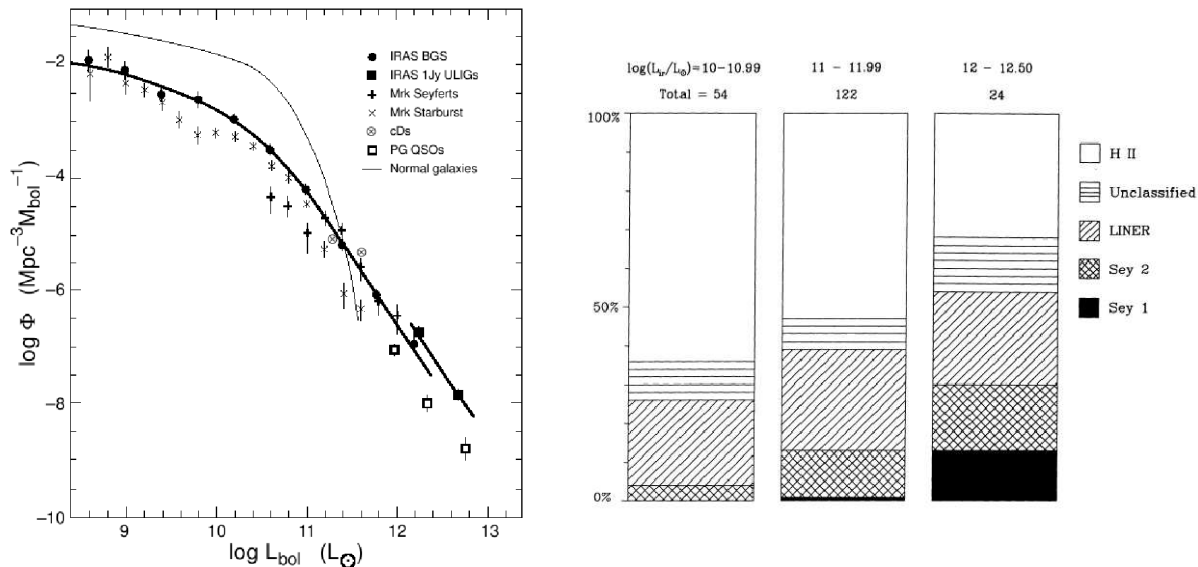 log Φ (Mpc⁻³M_bol⁻¹)
−2
−4
−6
−8
−10
IRAS BGS
IRAS 1Jy ULIGs
Mrk Seyferts
Mrk Starburst
cDs
PG QSOs
Normal galaxies
9 10 11 12 13
log L_bol (L_⊙)
log(L_ir/L_⊙)=10−10.99 11 − 11.99 12 − 12.50
Total = 54 122 24
100%
50%
0%
H II
Unclassified
LINER
Sey 2
Sey 1